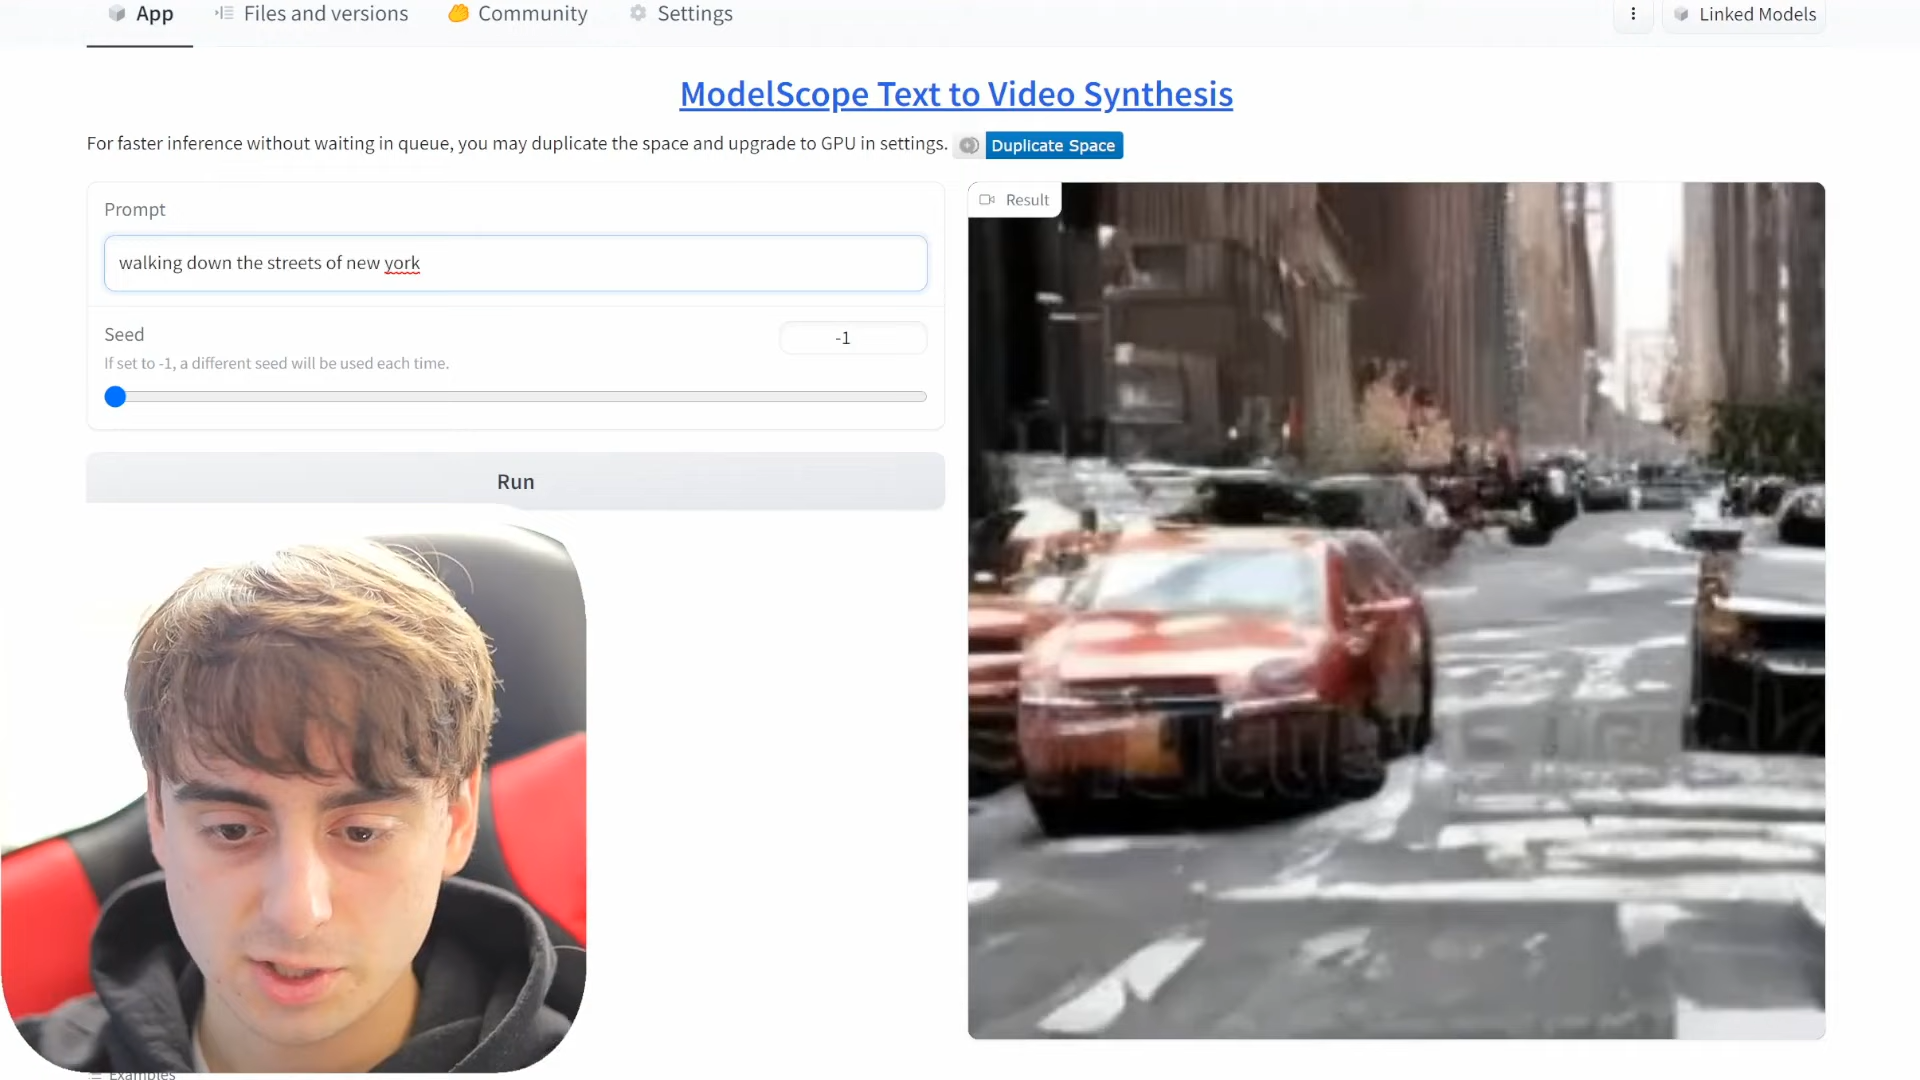 App
Files and versions
Community
Settings
Linked Models
ModelScope Text to Video Synthesis
For faster inference without waiting in queue, you may duplicate the space and upgrade to GPU in settings.
Duplicate Space
Prompt
walking down the streets of new york
Seed
-1
If set to -1, a different seed will be used each time.
Run
Result
Examples